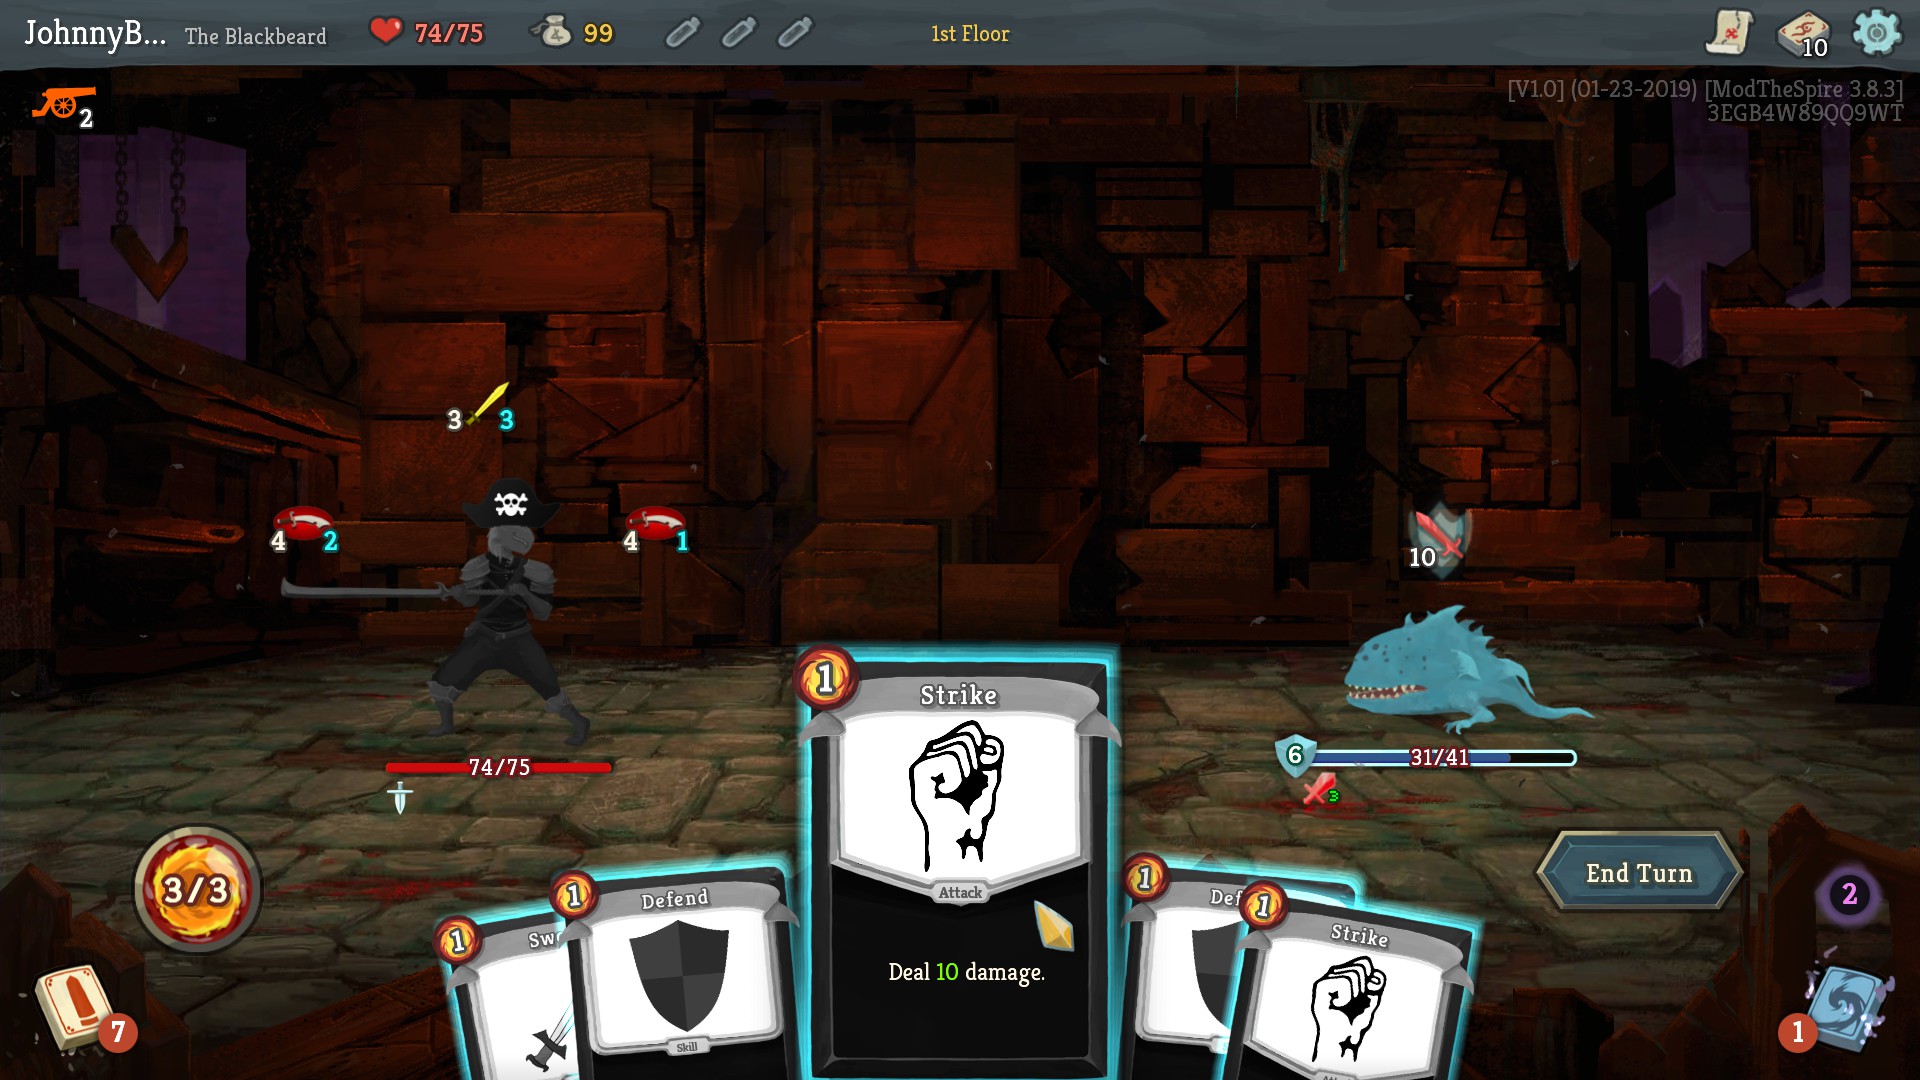 JohnnyB... The Blackbeard 74/75 99 1st Floor 10
[V1.0] (01-23-2019) [ModTheSpire 3.8.3]
3EGB4W89QQ9WT
2
3 3
4 2
4 1
10
74/75
6 31/41
3
3/3
1 Strike
Attack
Deal 10 damage.
1
1 Defend
Skill
1
1 Strike
End Turn
2
7
1